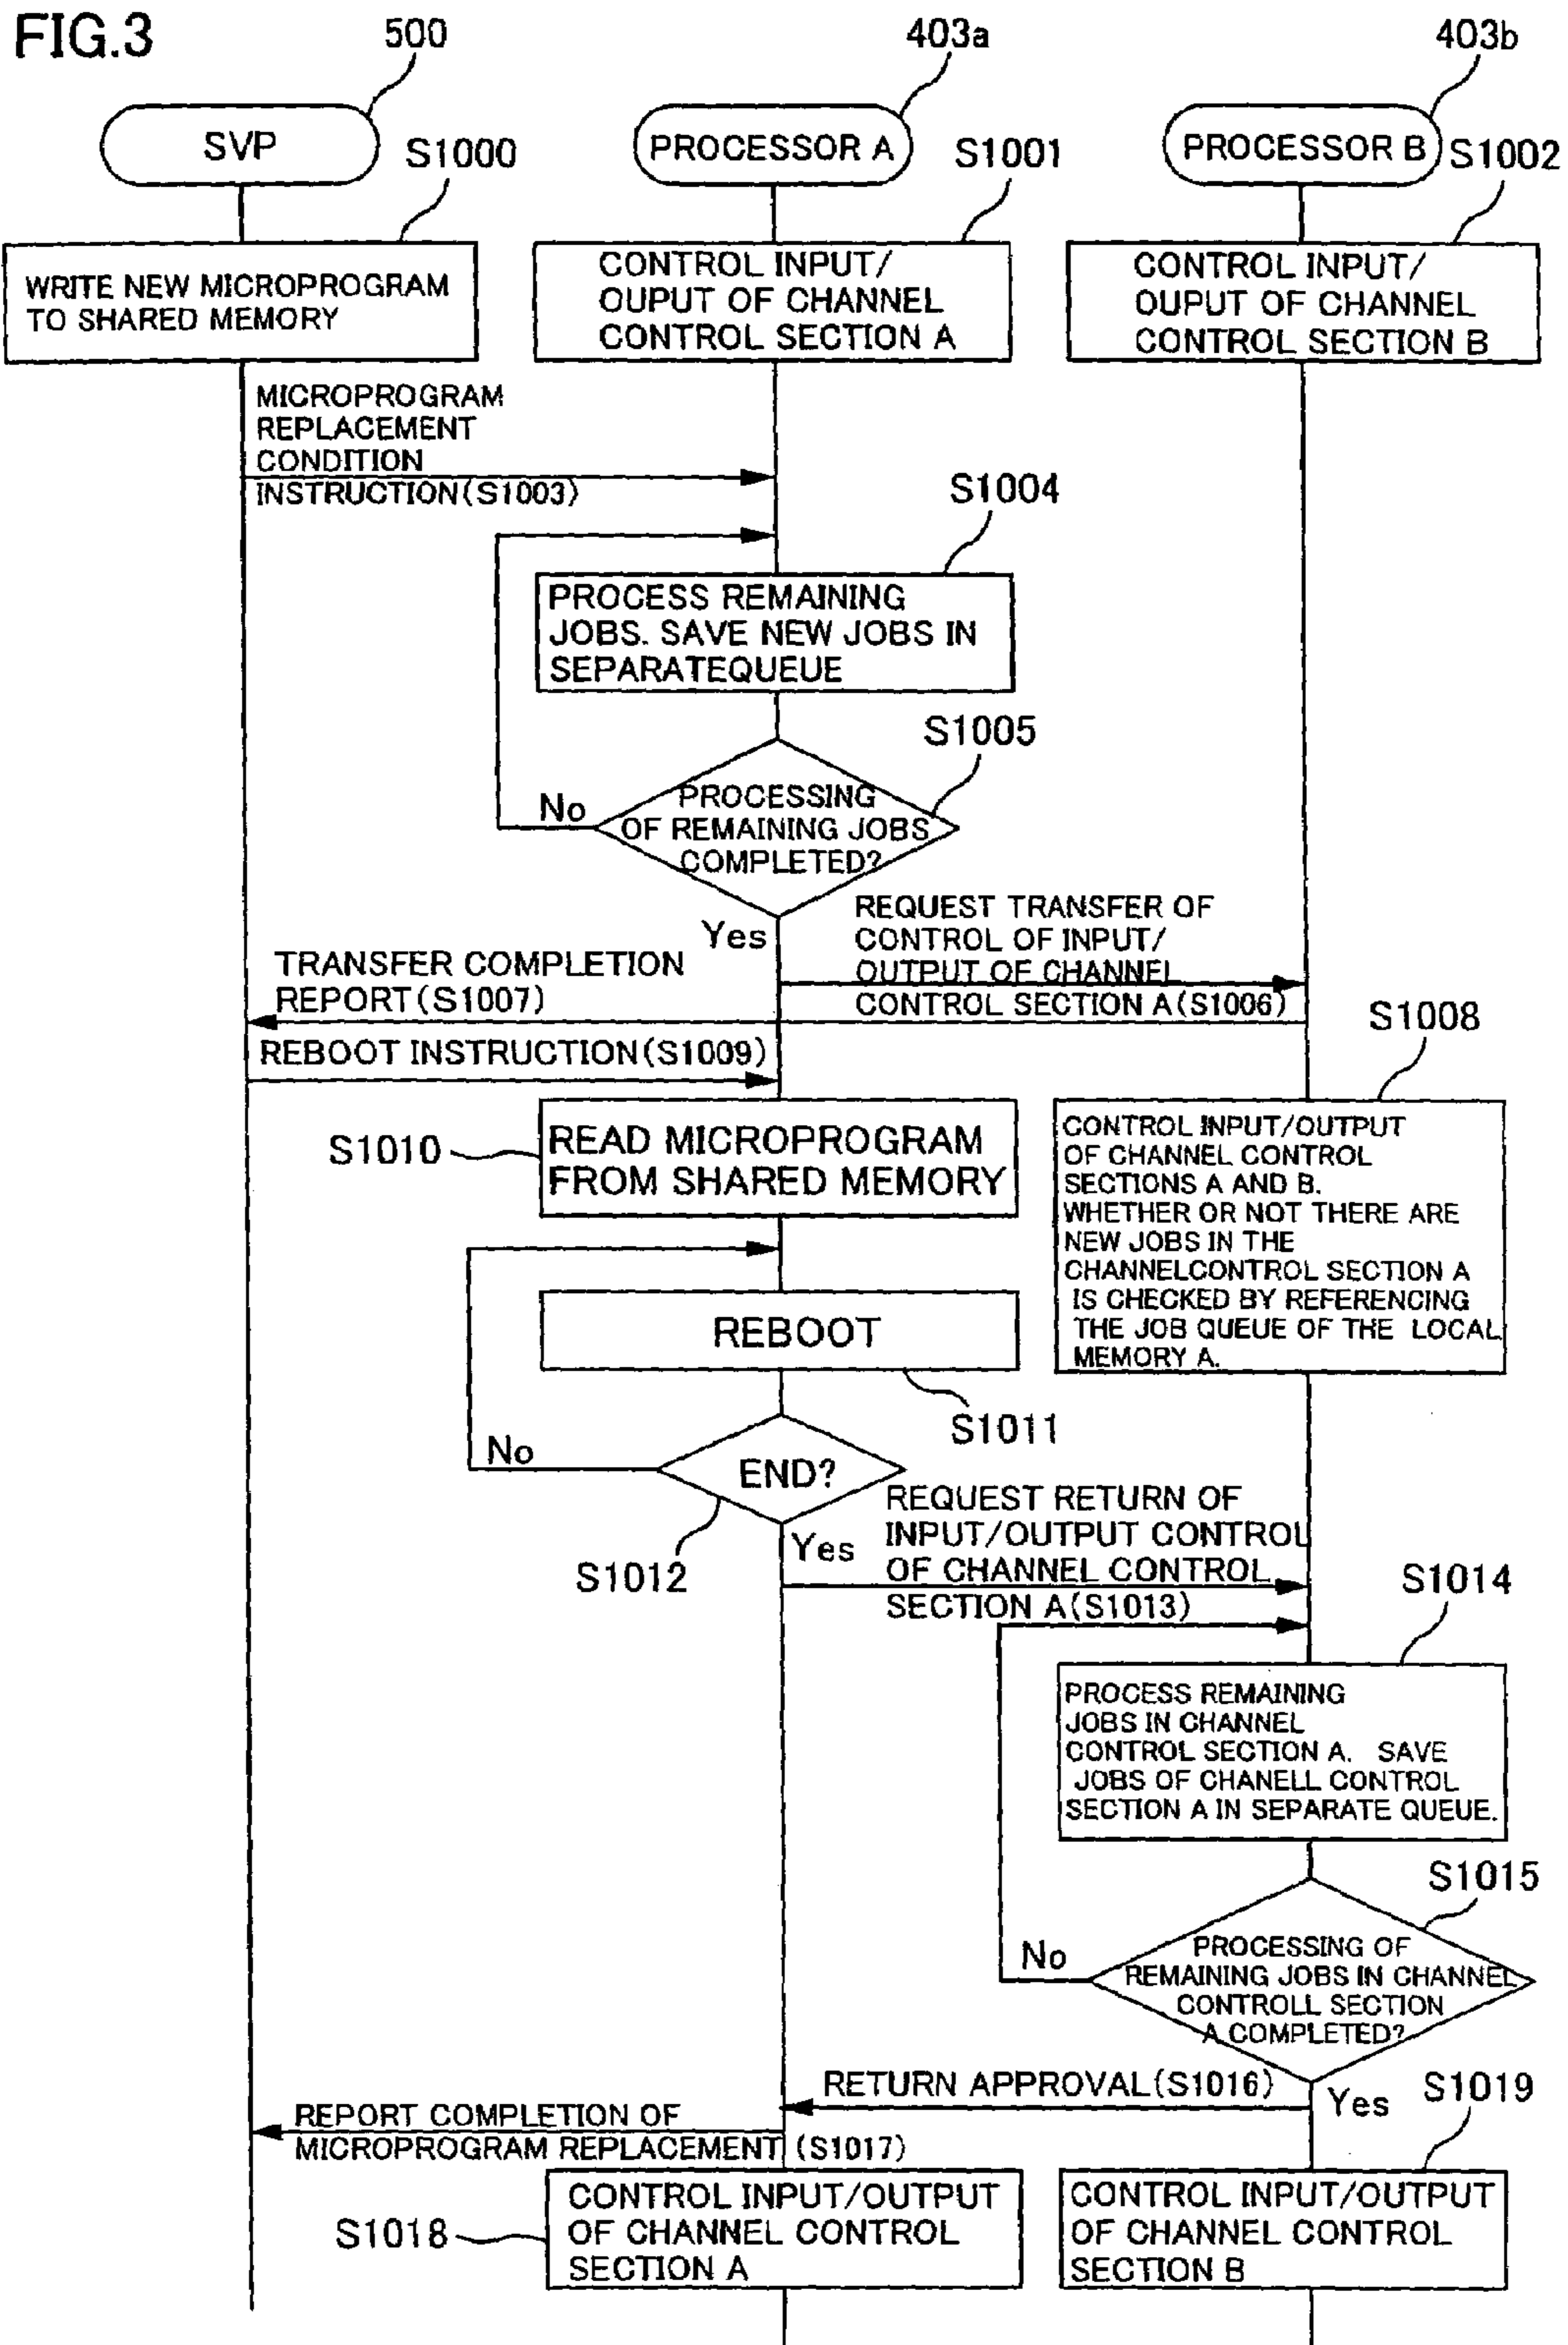 FIG.3
500
403a
403b
SVP
PROCESSOR A
PROCESSOR B
S1000
S1001
S1002
WRITE NEW MICROPROGRAM
TO SHARED MEMORY
CONTROL INPUT/
OUPUT OF CHANNEL
CONTROL SECTION A
CONTROL INPUT/
OUPUT OF CHANNEL
CONTROL SECTION B
MICROPROGRAM
REPLACEMENT
CONDITION
INSTRUCTION(S1003)
S1004
PROCESS REMAINING
JOBS. SAVE NEW JOBS IN
SEPARATEQUEUE
S1005
PROCESSING
OF REMAINING JOBS
COMPLETED?
No
Yes
REQUEST TRANSFER OF
CONTROL OF INPUT/
OUTPUT OF CHANNEL
CONTROL SECTION A(S1006)
TRANSFER COMPLETION
REPORT(S1007)
S1008
REBOOT INSTRUCTION(S1009)
S1010
READ MICROPROGRAM
FROM SHARED MEMORY
CONTROL INPUT/OUTPUT
OF CHANNEL CONTROL
SECTIONS A AND B.
WHETHER OR NOT THERE ARE
NEW JOBS IN THE
CHANNELCONTROL SECTION A
IS CHECKED BY REFERENCING
THE JOB QUEUE OF THE LOCAL
MEMORY A.
REBOOT
S1011
No
END?
S1012
Yes
REQUEST RETURN OF
INPUT/OUTPUT CONTROL
OF CHANNEL CONTROL
SECTION A(S1013)
S1014
PROCESS REMAINING
JOBS IN CHANNEL
CONTROL SECTION A. SAVE
JOBS OF CHANELL CONTROL
SECTION A IN SEPARATE QUEUE.
S1015
No
PROCESSING OF
REMAINING JOBS IN CHANNEL
CONTROLL SECTION
A COMPLETED?
RETURN APPROVAL(S1016)
Yes
S1019
REPORT COMPLETION OF
MICROPROGRAM REPLACEMENT (S1017)
S1018
CONTROL INPUT/OUTPUT
OF CHANNEL CONTROL
SECTION A
CONTROL INPUT/OUTPUT
OF CHANNEL CONTROL
SECTION B